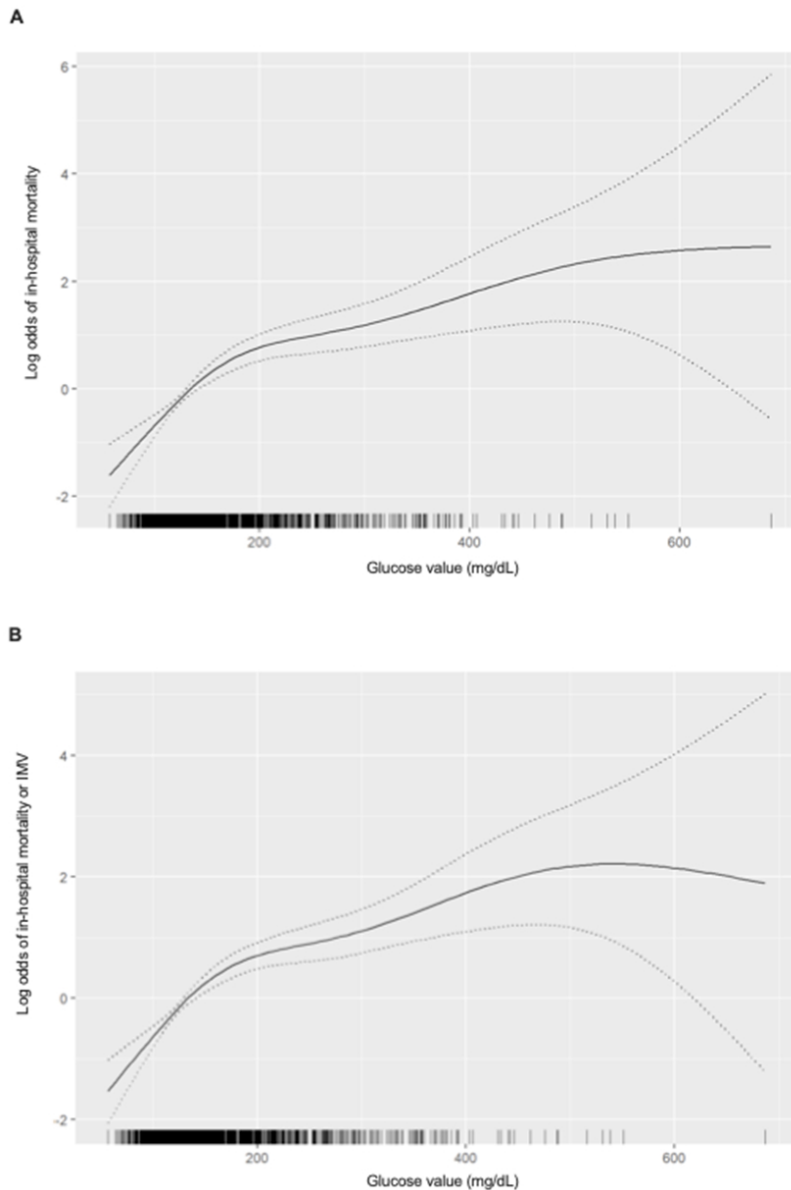 A
6
4
2
0
-2
Log odds of in-hospital mortality
200 400 600
Glucose value (mg/dL)
B
4
2
0
-2
Log odds of in-hospital mortality or IMV
200 400 600
Glucose value (mg/dL)